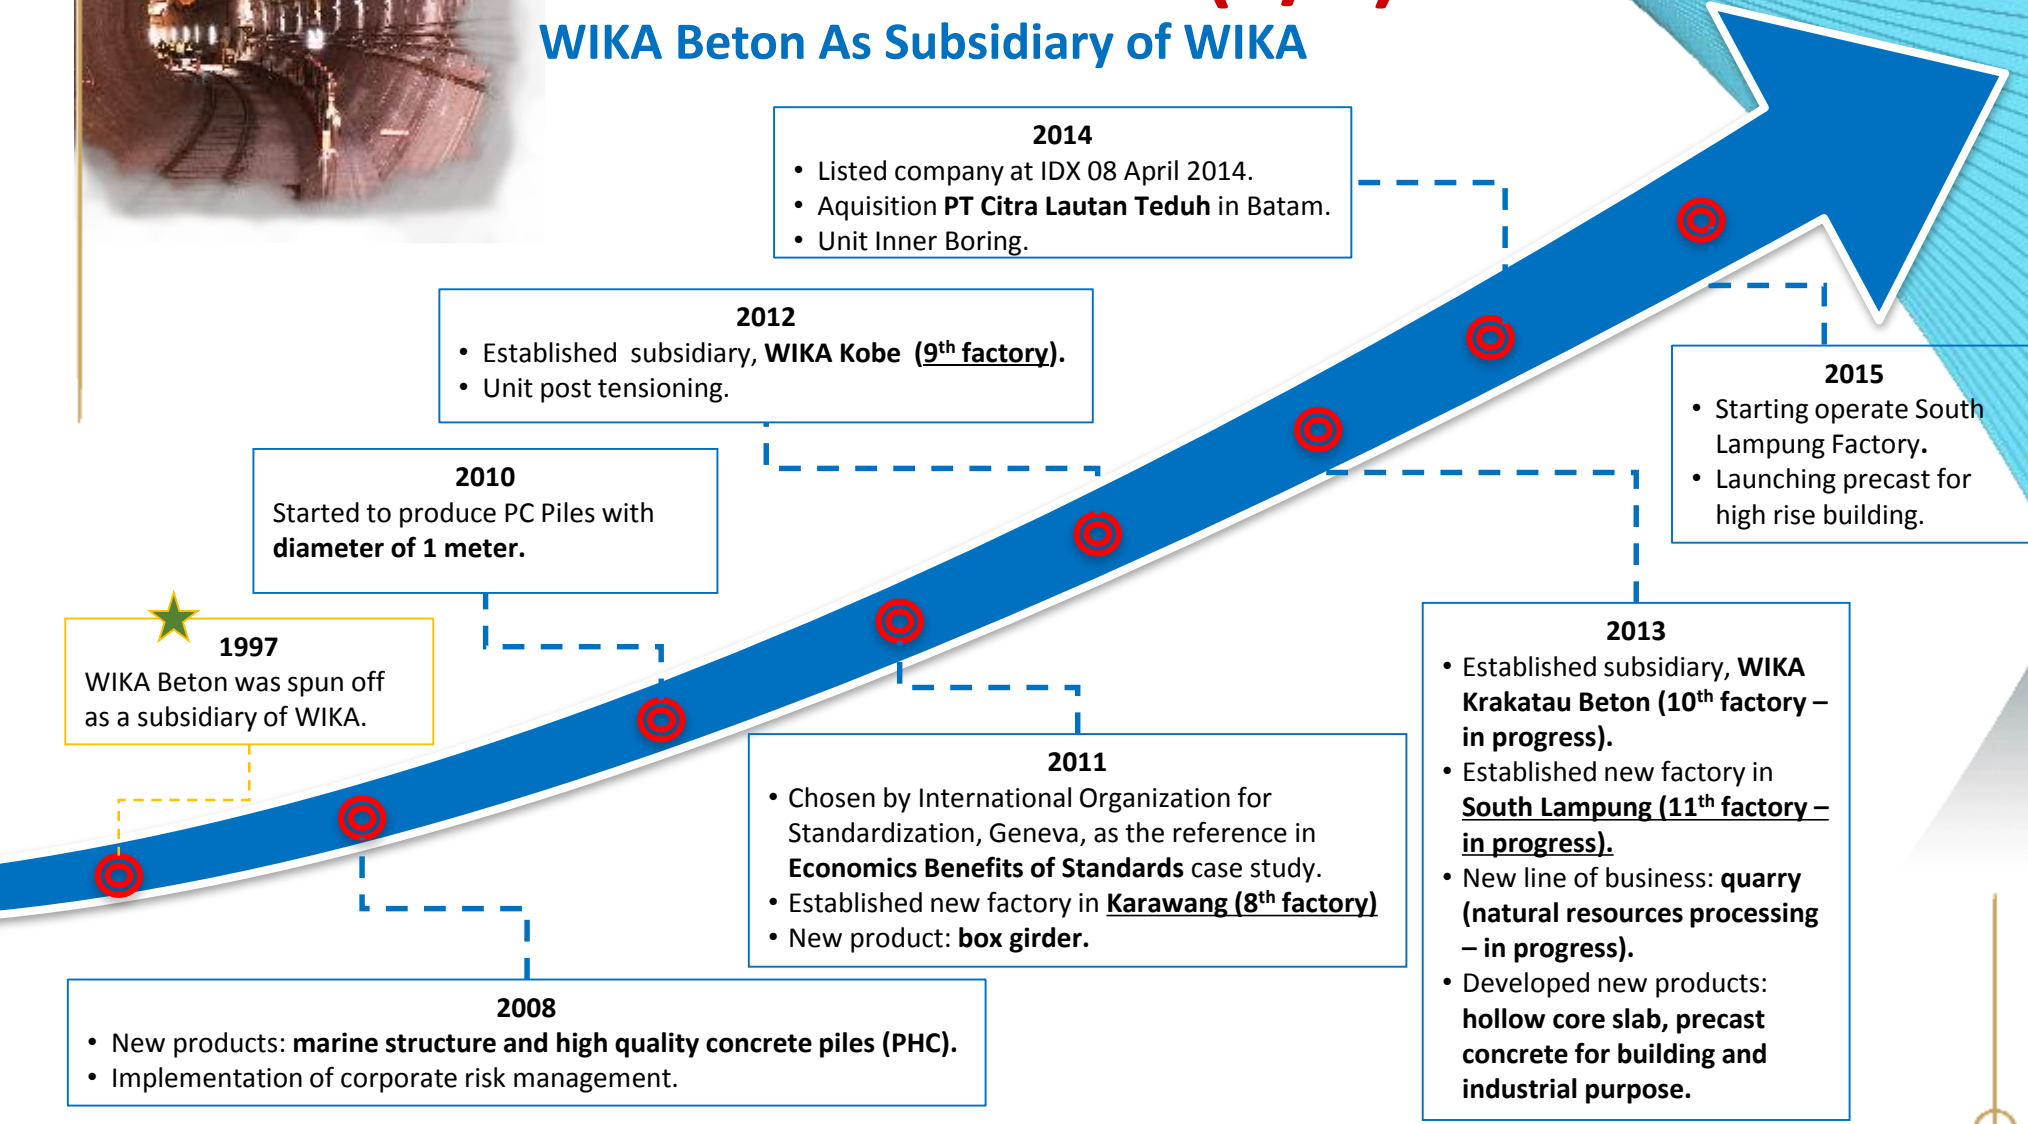 WIKA Beton As Subsidiary of WIKA
2014
• Listed company at IDX 08 April 2014.
• Aquisition PT Citra Lautan Teduh in Batam.
• Unit Inner Boring.
2012
• Established subsidiary, WIKA Kobe (9th factory).
• Unit post tensioning.
2015
• Starting operate South
Lampung Factory.
• Launching precast for
high rise building.
2010
Started to produce PC Piles with
diameter of 1 meter.
1997
WIKA Beton was spun off
as a subsidiary of WIKA.
2013
• Established subsidiary, WIKA
Krakatau Beton (10th factory –
in progress).
• Established new factory in
South Lampung (11th factory –
in progress).
• New line of business: quarry
(natural resources processing
– in progress).
• Developed new products:
hollow core slab, precast
concrete for building and
industrial purpose.
2011
• Chosen by International Organization for
Standardization, Geneva, as the reference in
Economics Benefits of Standards case study.
• Established new factory in Karawang (8th factory)
• New product: box girder.
2008
• New products: marine structure and high quality concrete piles (PHC).
• Implementation of corporate risk management.